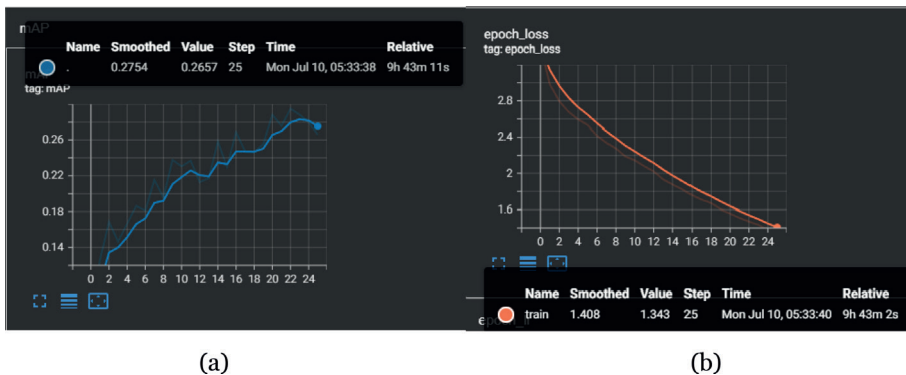 mAP
Name Smoothed Value Step Time Relative
. 0.2754 0.2657 25 Mon Jul 10, 05:33:38 9h 43m 11s
mAP
tag: mAP
0.26
0.22
0.18
0.14
0 2 4 6 8 10 12 14 16 18 20 22 24
(a)
epoch_loss
tag: epoch_loss
2.8
2.4
2
1.6
0 2 4 6 8 10 12 14 16 18 20 22 24
Name Smoothed Value Step Time Relative
train 1.408 1.343 25 Mon Jul 10, 05:33:40 9h 43m 2s
(b)